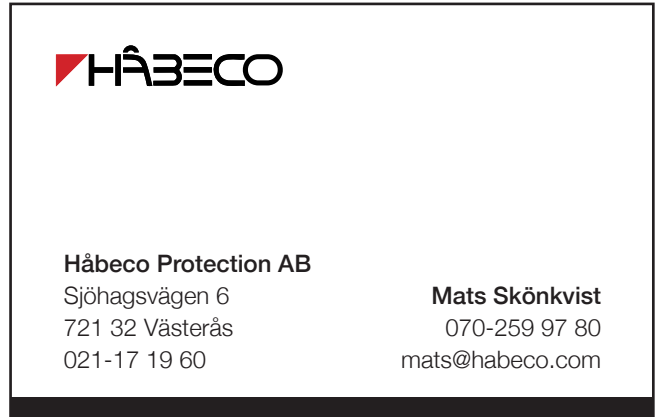 HÅBECO
Håbeco Protection AB
Sjöhagsvägen 6
721 32 Västerås
021-17 19 60
Mats Skönkvist
070-259 97 80
mats@habeco.com